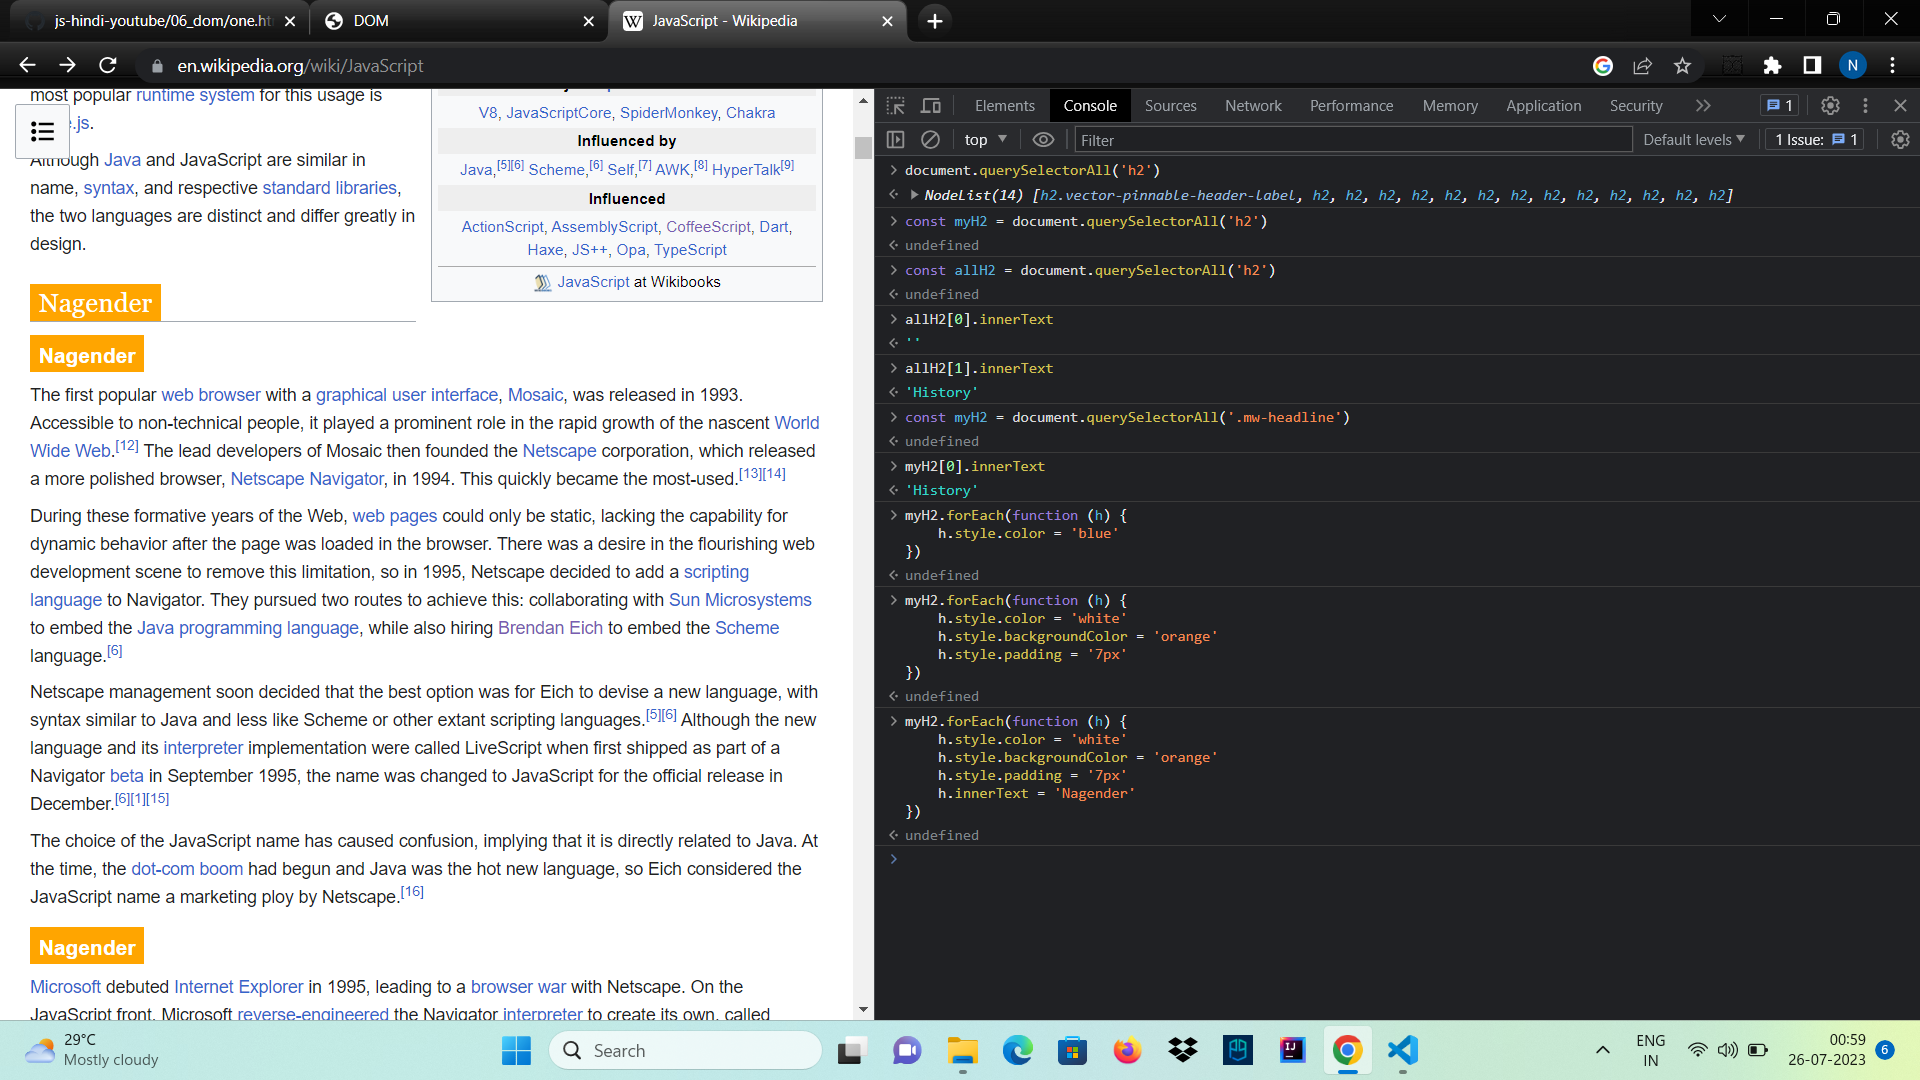 js-hindi-youtube/06_dom/one.ht
DOM
JavaScript - Wikipedia
en.wikipedia.org/wiki/JavaScript
N
most popular runtime system for this usage is
.js.
Although Java and JavaScript are similar in
name, syntax, and respective standard libraries,
the two languages are distinct and differ greatly in
design.
V8, JavaScriptCore, SpiderMonkey, Chakra
Influenced by
Java,[5][6] Scheme,[6] Self,[7] AWK,[8] HyperTalk[9]
Influenced
ActionScript, AssemblyScript, CoffeeScript, Dart,
Haxe, JS++, Opa, TypeScript
JavaScript at Wikibooks
Nagender
Nagender
The first popular web browser with a graphical user interface, Mosaic, was released in 1993.
Accessible to non-technical people, it played a prominent role in the rapid growth of the nascent World
Wide Web.[12] The lead developers of Mosaic then founded the Netscape corporation, which released
a more polished browser, Netscape Navigator, in 1994. This quickly became the most-used.[13][14]
During these formative years of the Web, web pages could only be static, lacking the capability for
dynamic behavior after the page was loaded in the browser. There was a desire in the flourishing web
development scene to remove this limitation, so in 1995, Netscape decided to add a scripting
language to Navigator. They pursued two routes to achieve this: collaborating with Sun Microsystems
to embed the Java programming language, while also hiring Brendan Eich to embed the Scheme
language.[6]
Netscape management soon decided that the best option was for Eich to devise a new language, with
syntax similar to Java and less like Scheme or other extant scripting languages.[5][6] Although the new
language and its interpreter implementation were called LiveScript when first shipped as part of a
Navigator beta in September 1995, the name was changed to JavaScript for the official release in
December.[6][1][15]
The choice of the JavaScript name has caused confusion, implying that it is directly related to Java. At
the time, the dot-com boom had begun and Java was the hot new language, so Eich considered the
JavaScript name a marketing ploy by Netscape.[16]
Nagender
Microsoft debuted Internet Explorer in 1995, leading to a browser war with Netscape. On the
JavaScript front, Microsoft reverse-engineered the Navigator interpreter to create its own, called
Elements Console Sources Network Performance Memory Application Security 1
top Filter Default levels 1 Issue: 1
document.querySelectorAll('h2')
NodeList(14) [h2.vector-pinnable-header-label, h2, h2, h2, h2, h2, h2, h2, h2, h2, h2, h2, h2, h2]
const myH2 = document.querySelectorAll('h2')
undefined
const allH2 = document.querySelectorAll('h2')
undefined
allH2[0].innerText
''
allH2[1].innerText
'History'
const myH2 = document.querySelectorAll('.mw-headline')
undefined
myH2[0].innerText
'History'
myH2.forEach(function (h) {
    h.style.color = 'blue'
})
undefined
myH2.forEach(function (h) {
    h.style.color = 'white'
    h.style.backgroundColor = 'orange'
    h.style.padding = '7px'
})
undefined
myH2.forEach(function (h) {
    h.style.color = 'white'
    h.style.backgroundColor = 'orange'
    h.style.padding = '7px'
    h.innerText = 'Nagender'
})
undefined
29°C
Mostly cloudy
Search
ENG
IN
00:59
26-07-2023
6